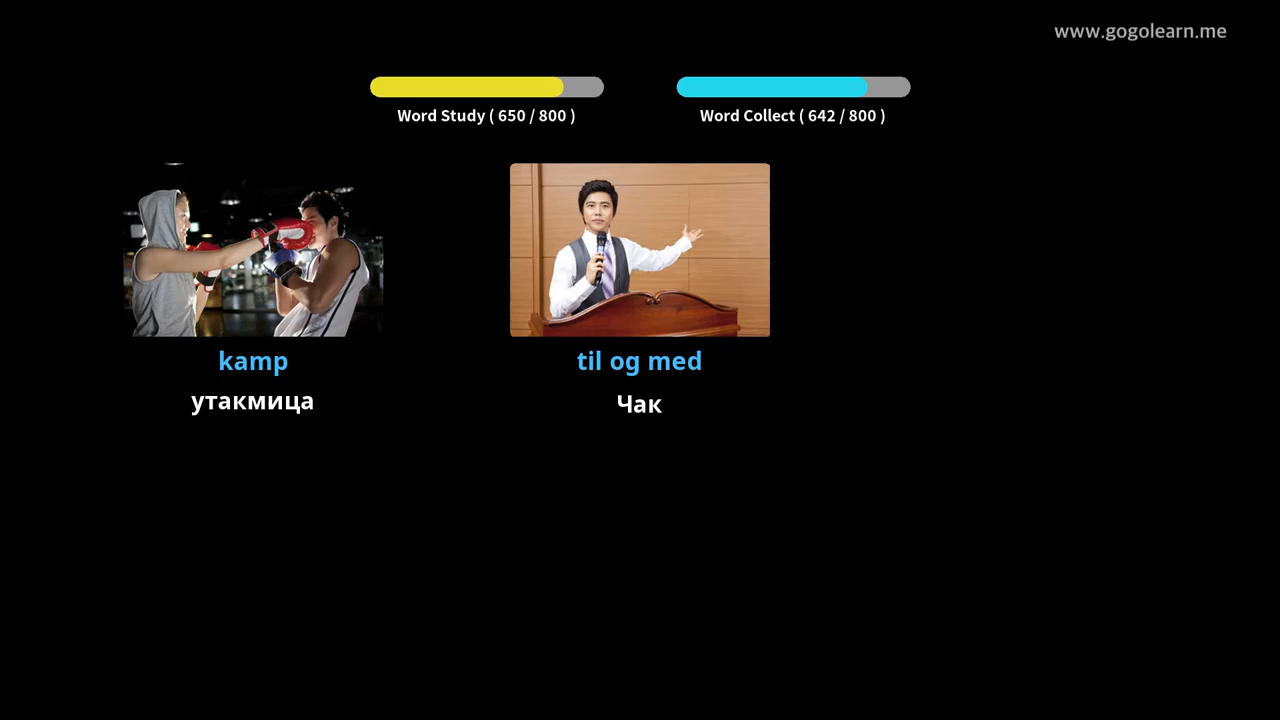 www.gogolearn.me
Word Study ( 650 / 800 )
Word Collect ( 642 / 800 )
kamp
til og med
утакмица
Чак